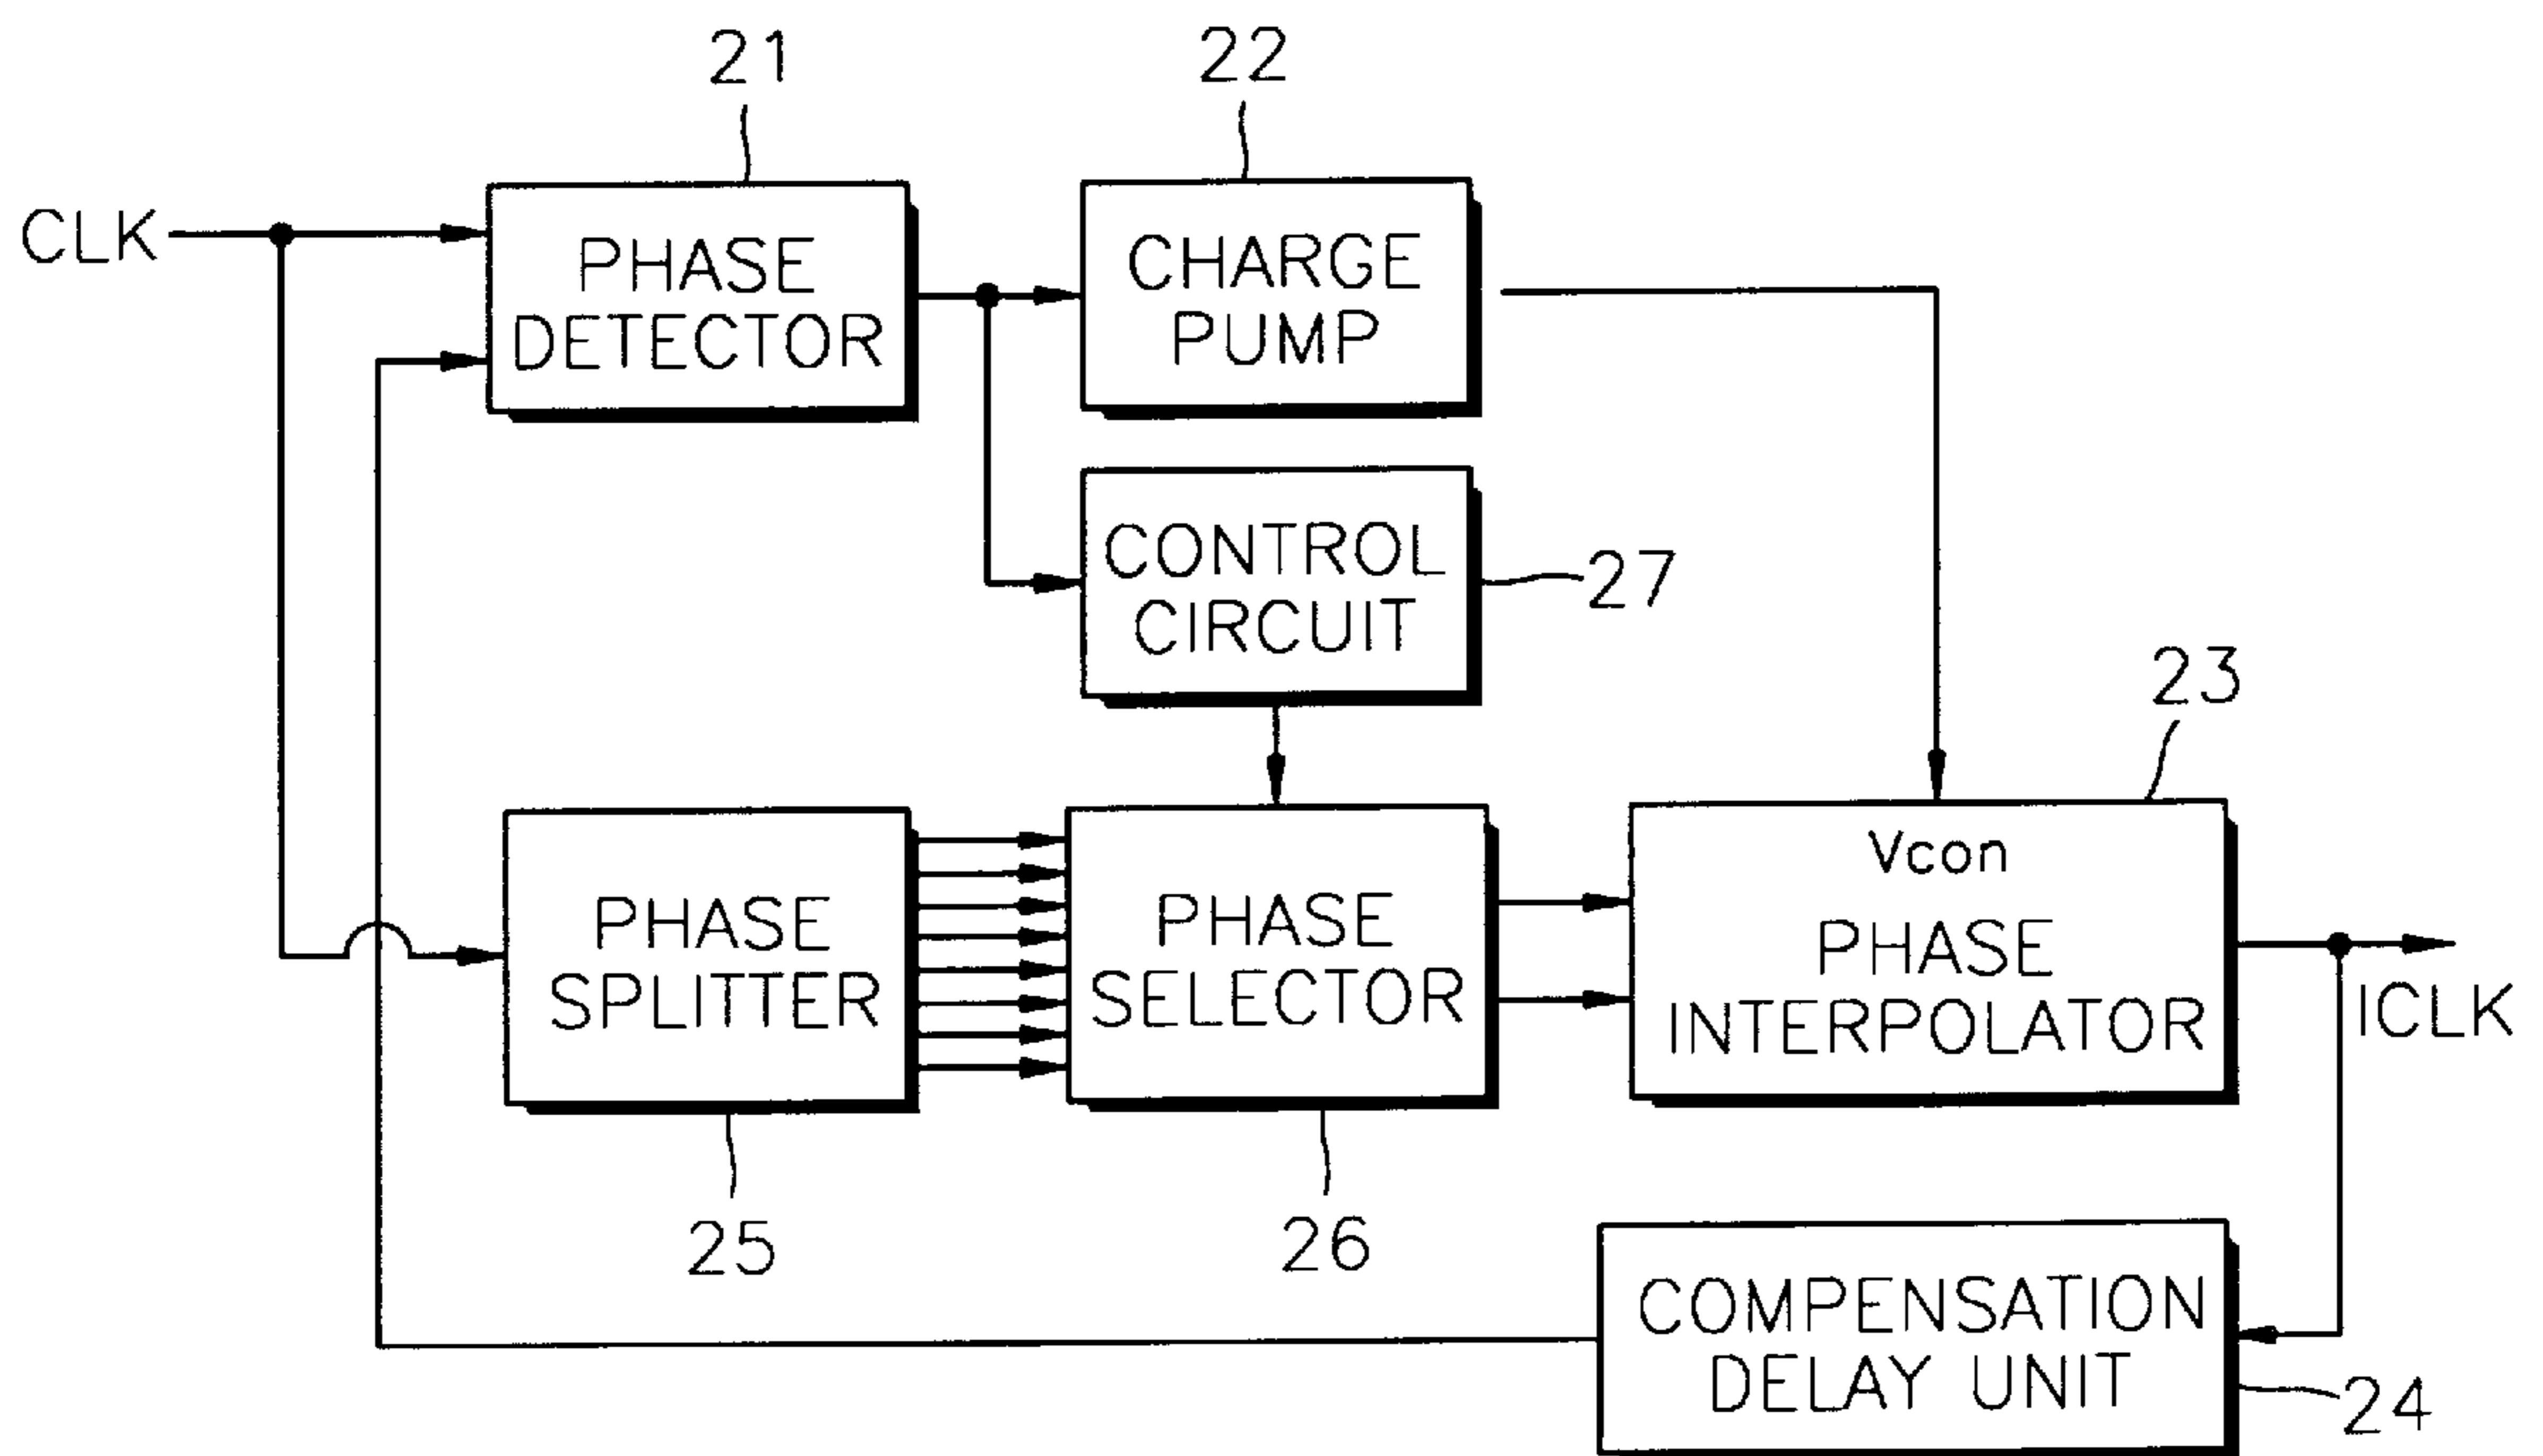 21
22
CLK
PHASE
DETECTOR
CHARGE
PUMP
CONTROL
CIRCUIT
27
23
Vcon
PHASE
SPLITTER
PHASE
SELECTOR
PHASE
INTERPOLATOR
ICLK
25
26
COMPENSATION
DELAY UNIT
24